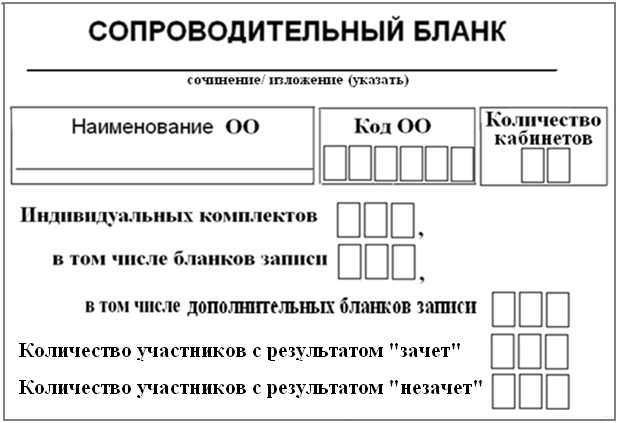 СОПРОВОДИТЕЛЬНЫЙ БЛАНК
сочинение/ изложение (указать)
Наименование ОО
Код ОО
Количество
кабинетов
Индивидуальных комплектов ,
в том числе бланков записи ,
в том числе дополнительных бланков записи
Количество участников с результатом "зачет"
Количество участников с результатом "незачет"